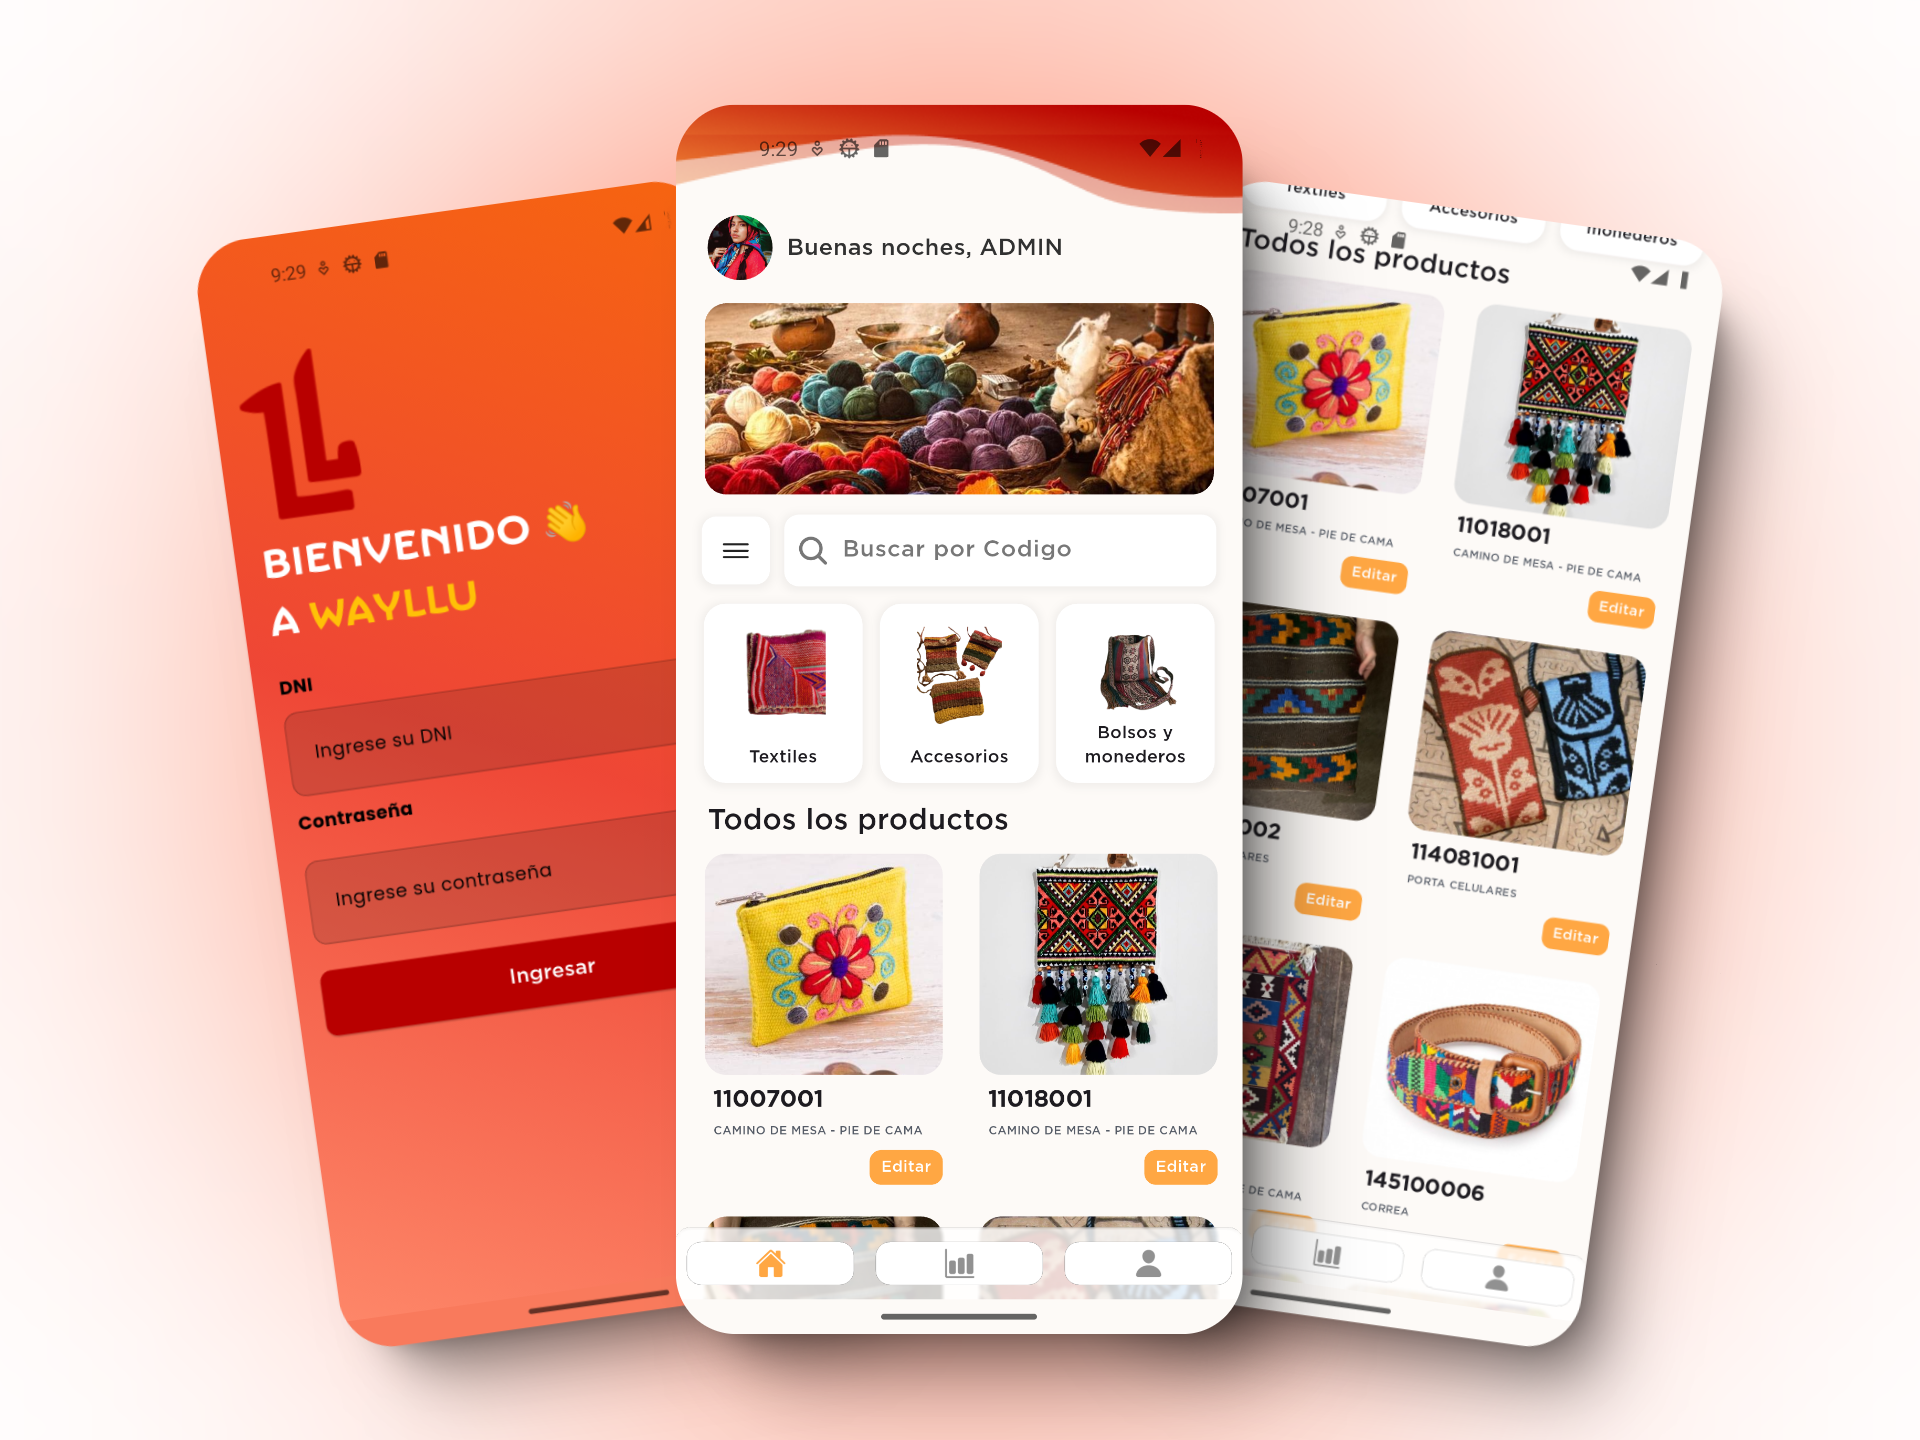 9:29
BIENVENIDO 👋
A WAYLLU
DNI
Ingrese su DNI
Contraseña
Ingrese su contraseña
Ingresar
9:29
Buenas noches, ADMIN
Buscar por Codigo
Textiles
Accesorios
Bolsos y
monederos
Todos los productos
11007001
CAMINO DE MESA - PIE DE CAMA
Editar
11018001
CAMINO DE MESA - PIE DE CAMA
Editar
Textiles
Accesorios
monederos
9:28
Todos los productos
07001
O DE MESA - PIE DE CAMA
Editar
11018001
CAMINO DE MESA - PIE DE CAMA
Editar
002
ARES
Editar
114081001
PORTA CELULARES
Editar
E DE CAMA
145100006
CORREA